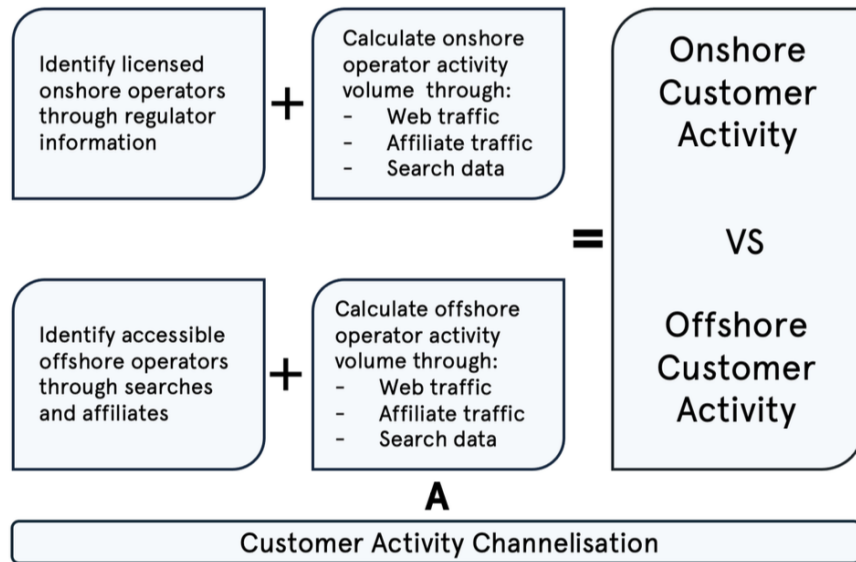 Identify licensed
onshore operators
through regulator
information
+
Calculate onshore
operator activity
volume through:
- Web traffic
- Affiliate traffic
- Search data
Identify accessible
offshore operators
through searches
and affiliates
+
Calculate offshore
operator activity
volume through:
- Web traffic
- Affiliate traffic
- Search data
=
Onshore
Customer
Activity
VS
Offshore
Customer
Activity
A
Customer Activity Channelisation